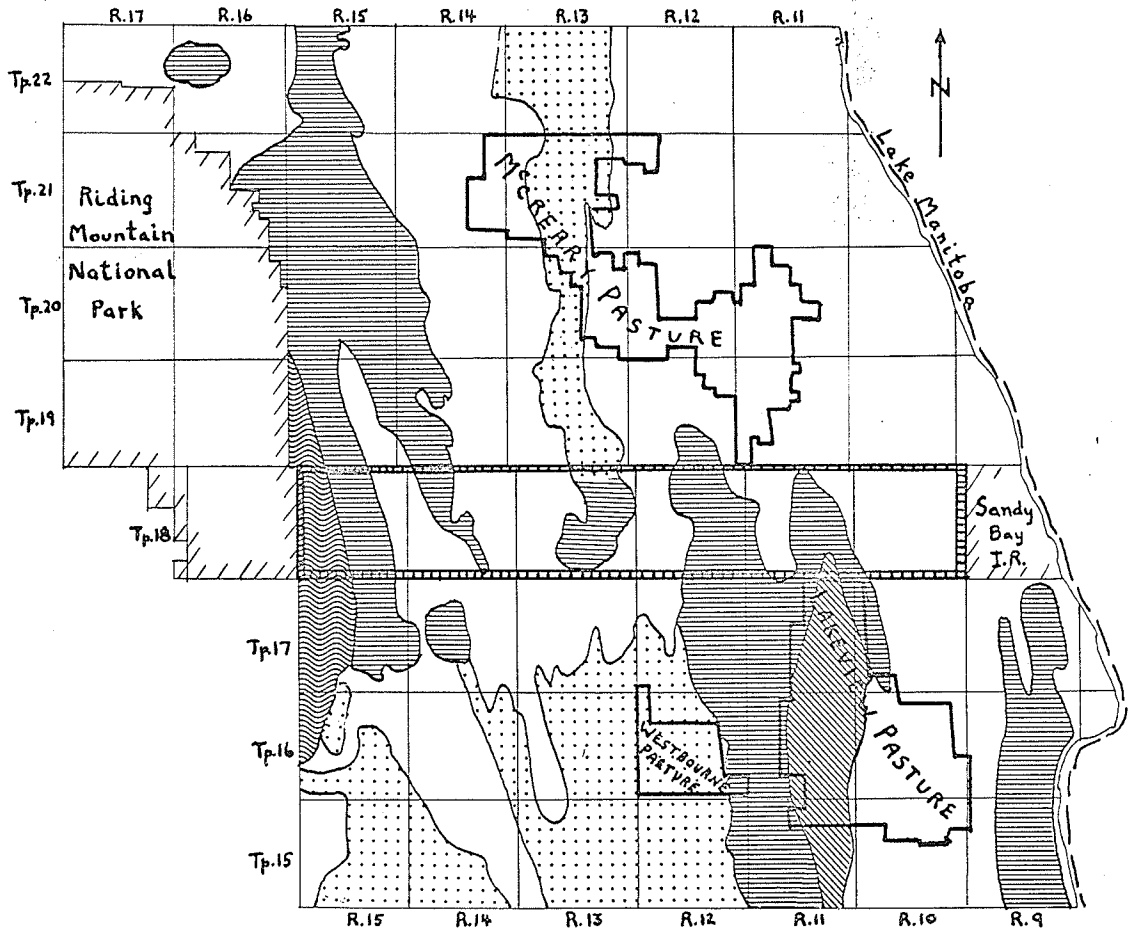 R.17 R.16 R.15 R.14 R.13 R.12 R.11
Tp.22
N
Lake Manitoba
Tp.21
Riding
Mountain
National
Park
McCREARY PASTURE
Tp.20
Tp.19
Tp.18
Sandy
Bay
I.R.
Tp.17
LAKEVIEW PASTURE
Tp.16
WESTBOURNE
PASTURE
Tp.15
R.15 R.14 R.13 R.12 R.11 R.10 R.9